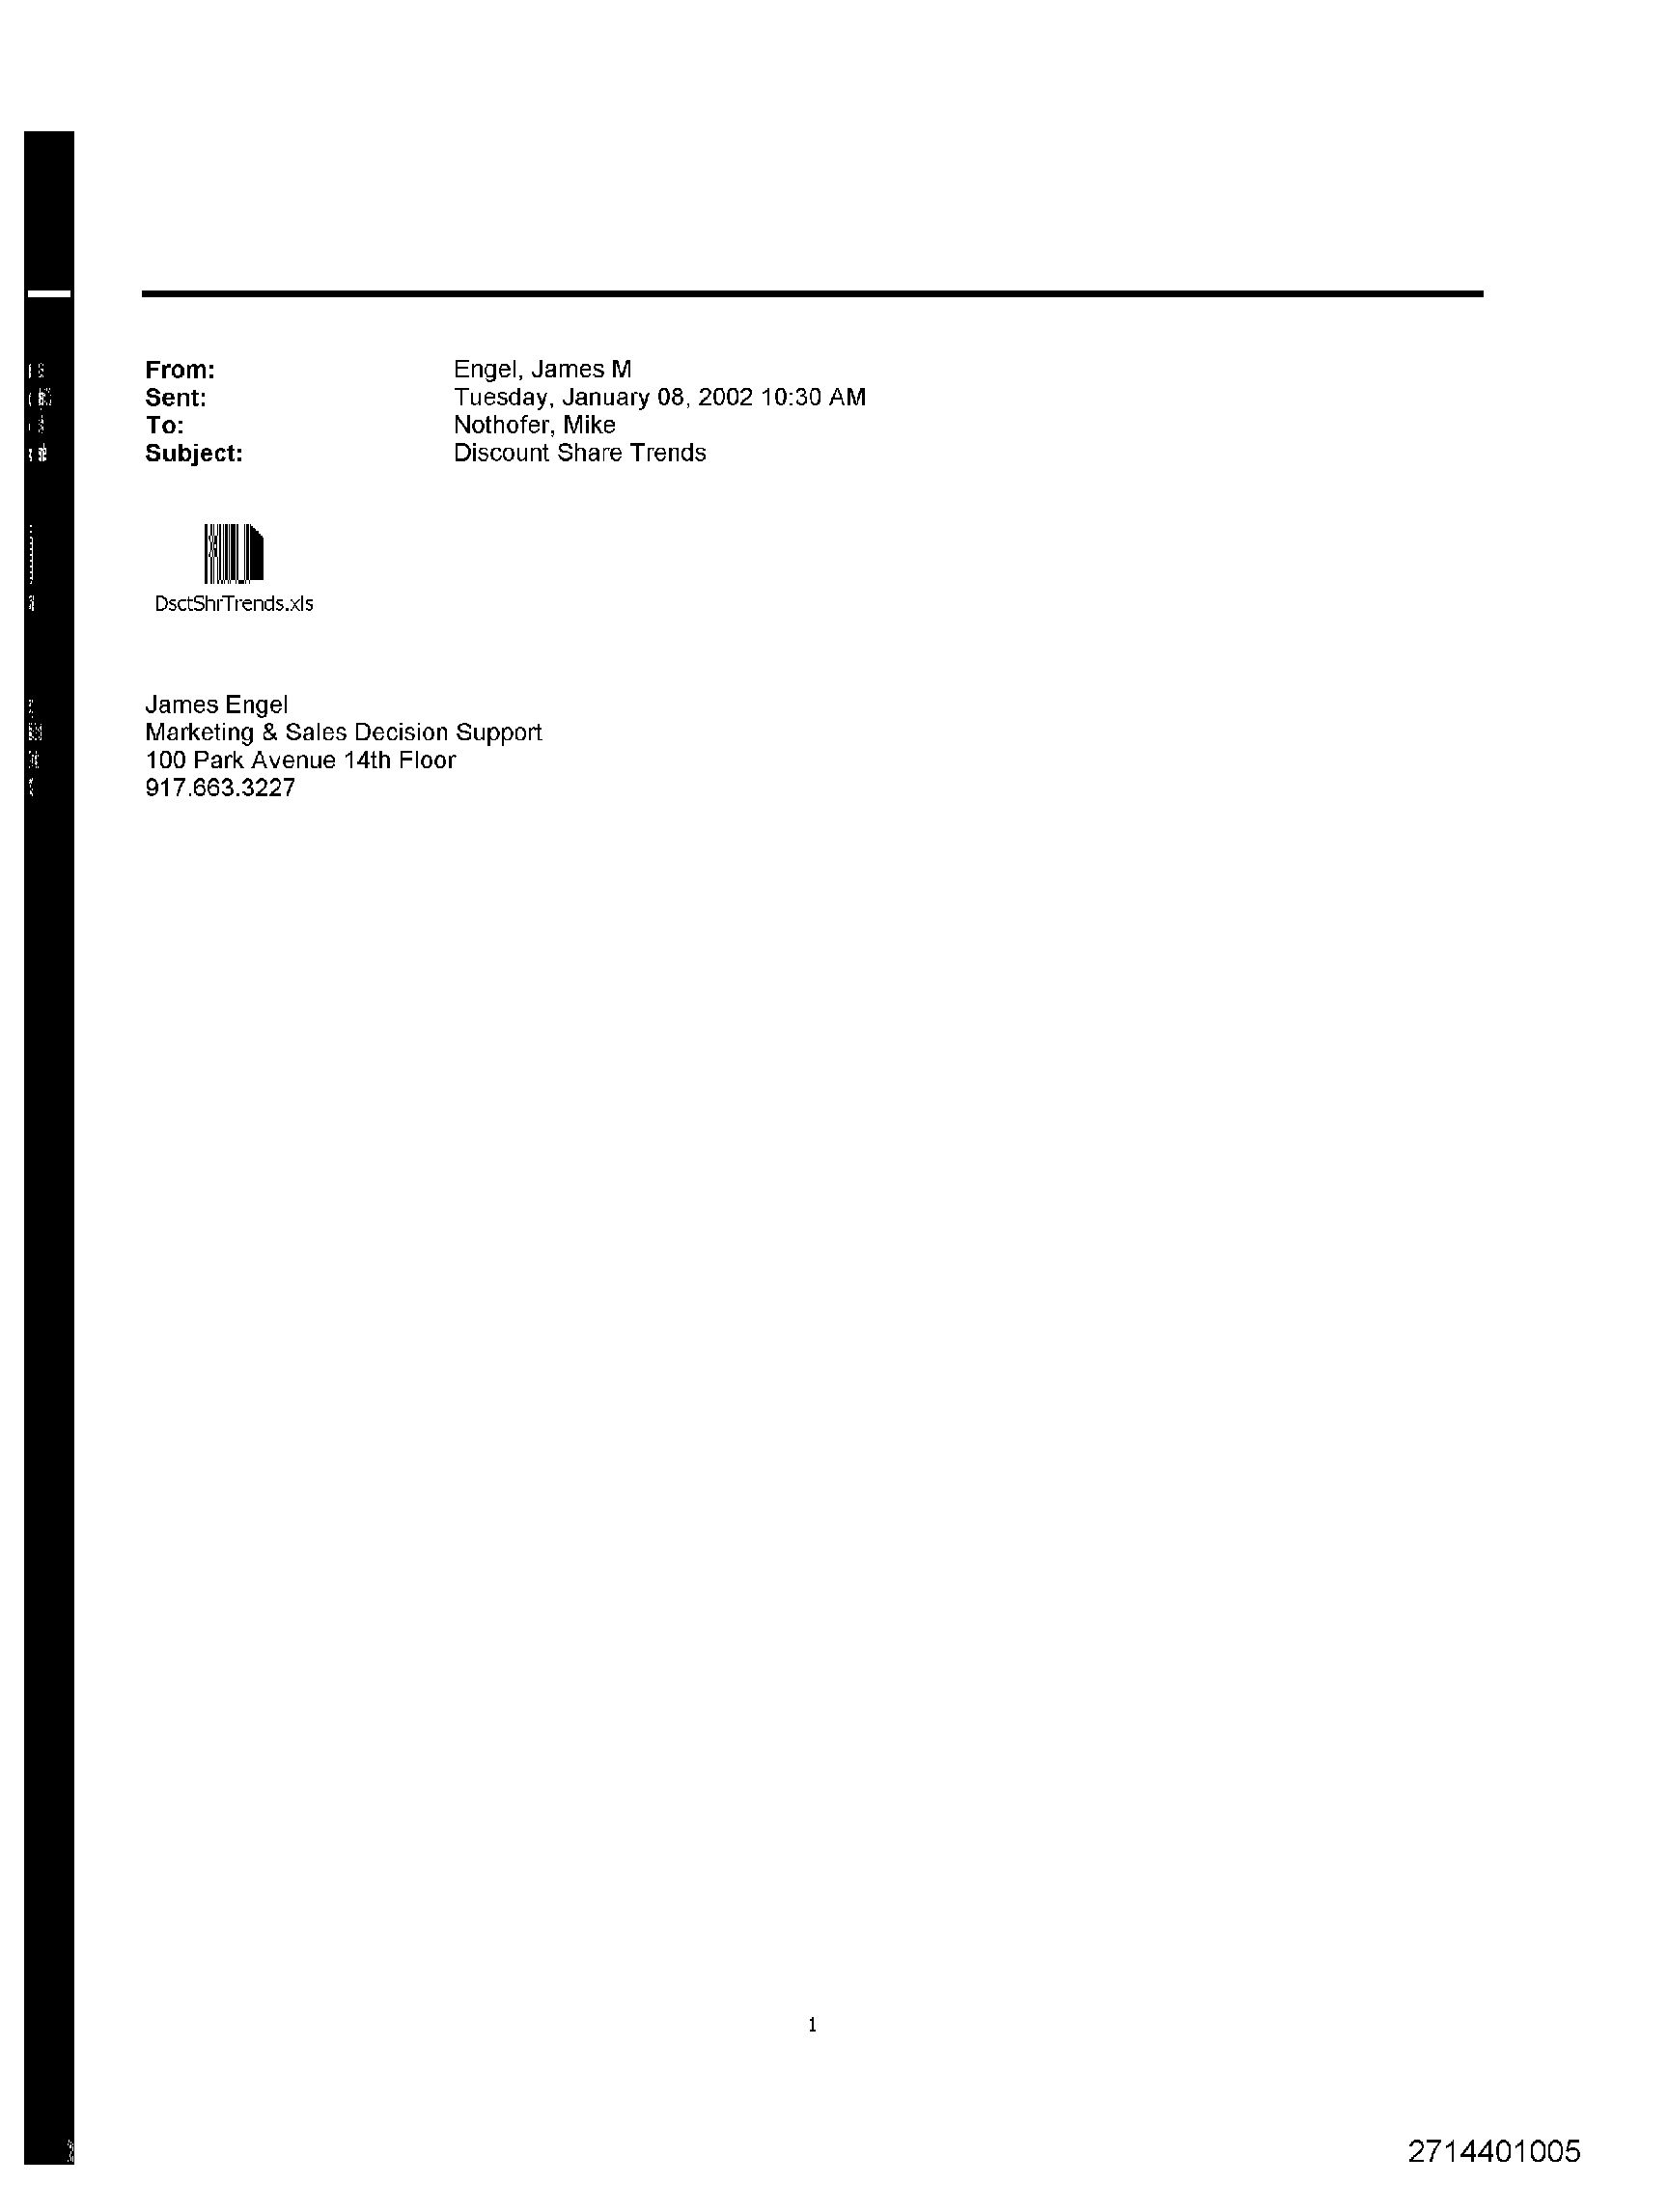 From: Engel, James M
Sent: Tuesday, January 08, 2002 10:30 AM
To: Nothofer, Mike
Subject: Discount Share Trends
DsctShrTrends.xls
James Engel
Marketing & Sales Decision Support
100 Park Avenue 14th Floor
917.663.3227
1
2714401005